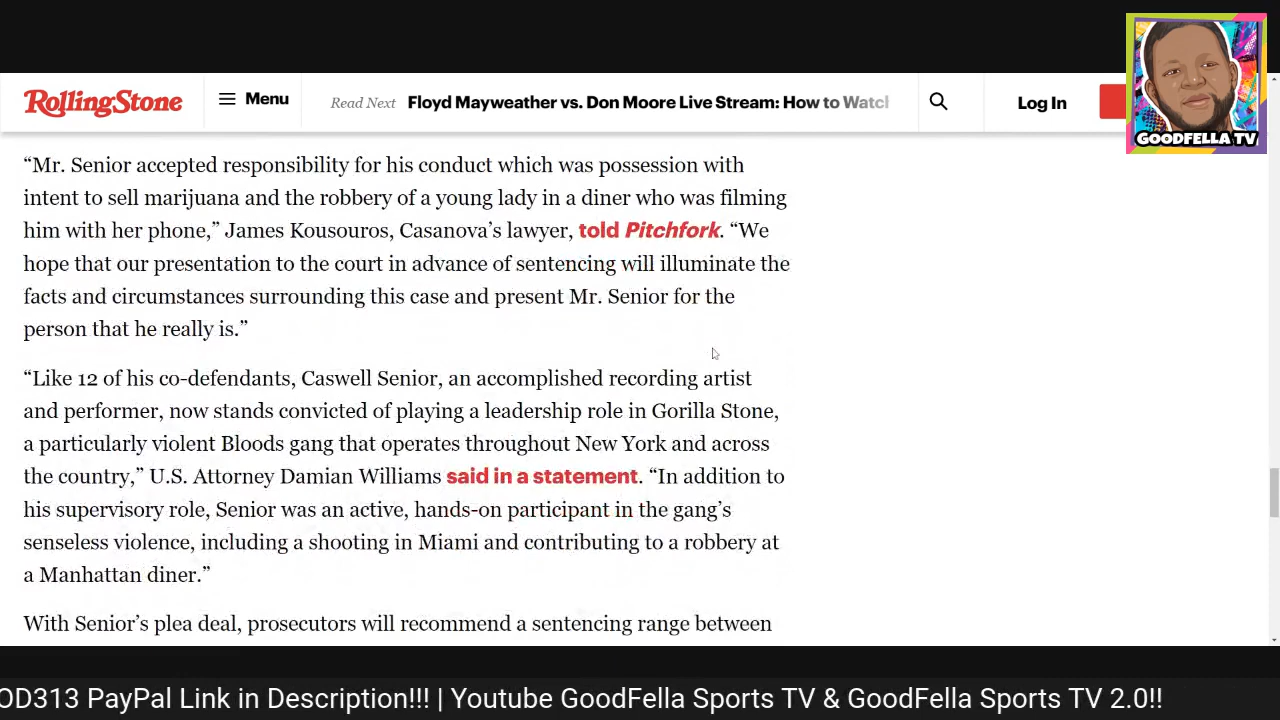 RollingStone
Menu
Read Next Floyd Mayweather vs. Don Moore Live Stream: How to Watch
Log In
GOODFELLA TV
“Mr. Senior accepted responsibility for his conduct which was possession with
intent to sell marijuana and the robbery of a young lady in a diner who was filming
him with her phone,” James Kousouros, Casanova’s lawyer, told Pitchfork. “We
hope that our presentation to the court in advance of sentencing will illuminate the
facts and circumstances surrounding this case and present Mr. Senior for the
person that he really is.”
“Like 12 of his co-defendants, Caswell Senior, an accomplished recording artist
and performer, now stands convicted of playing a leadership role in Gorilla Stone,
a particularly violent Bloods gang that operates throughout New York and across
the country,” U.S. Attorney Damian Williams said in a statement. “In addition to
his supervisory role, Senior was an active, hands-on participant in the gang’s
senseless violence, including a shooting in Miami and contributing to a robbery at
a Manhattan diner.”
With Senior’s plea deal, prosecutors will recommend a sentencing range between
OD313 PayPal Link in Description!!! | Youtube GoodFella Sports TV & GoodFella Sports TV 2.0!!